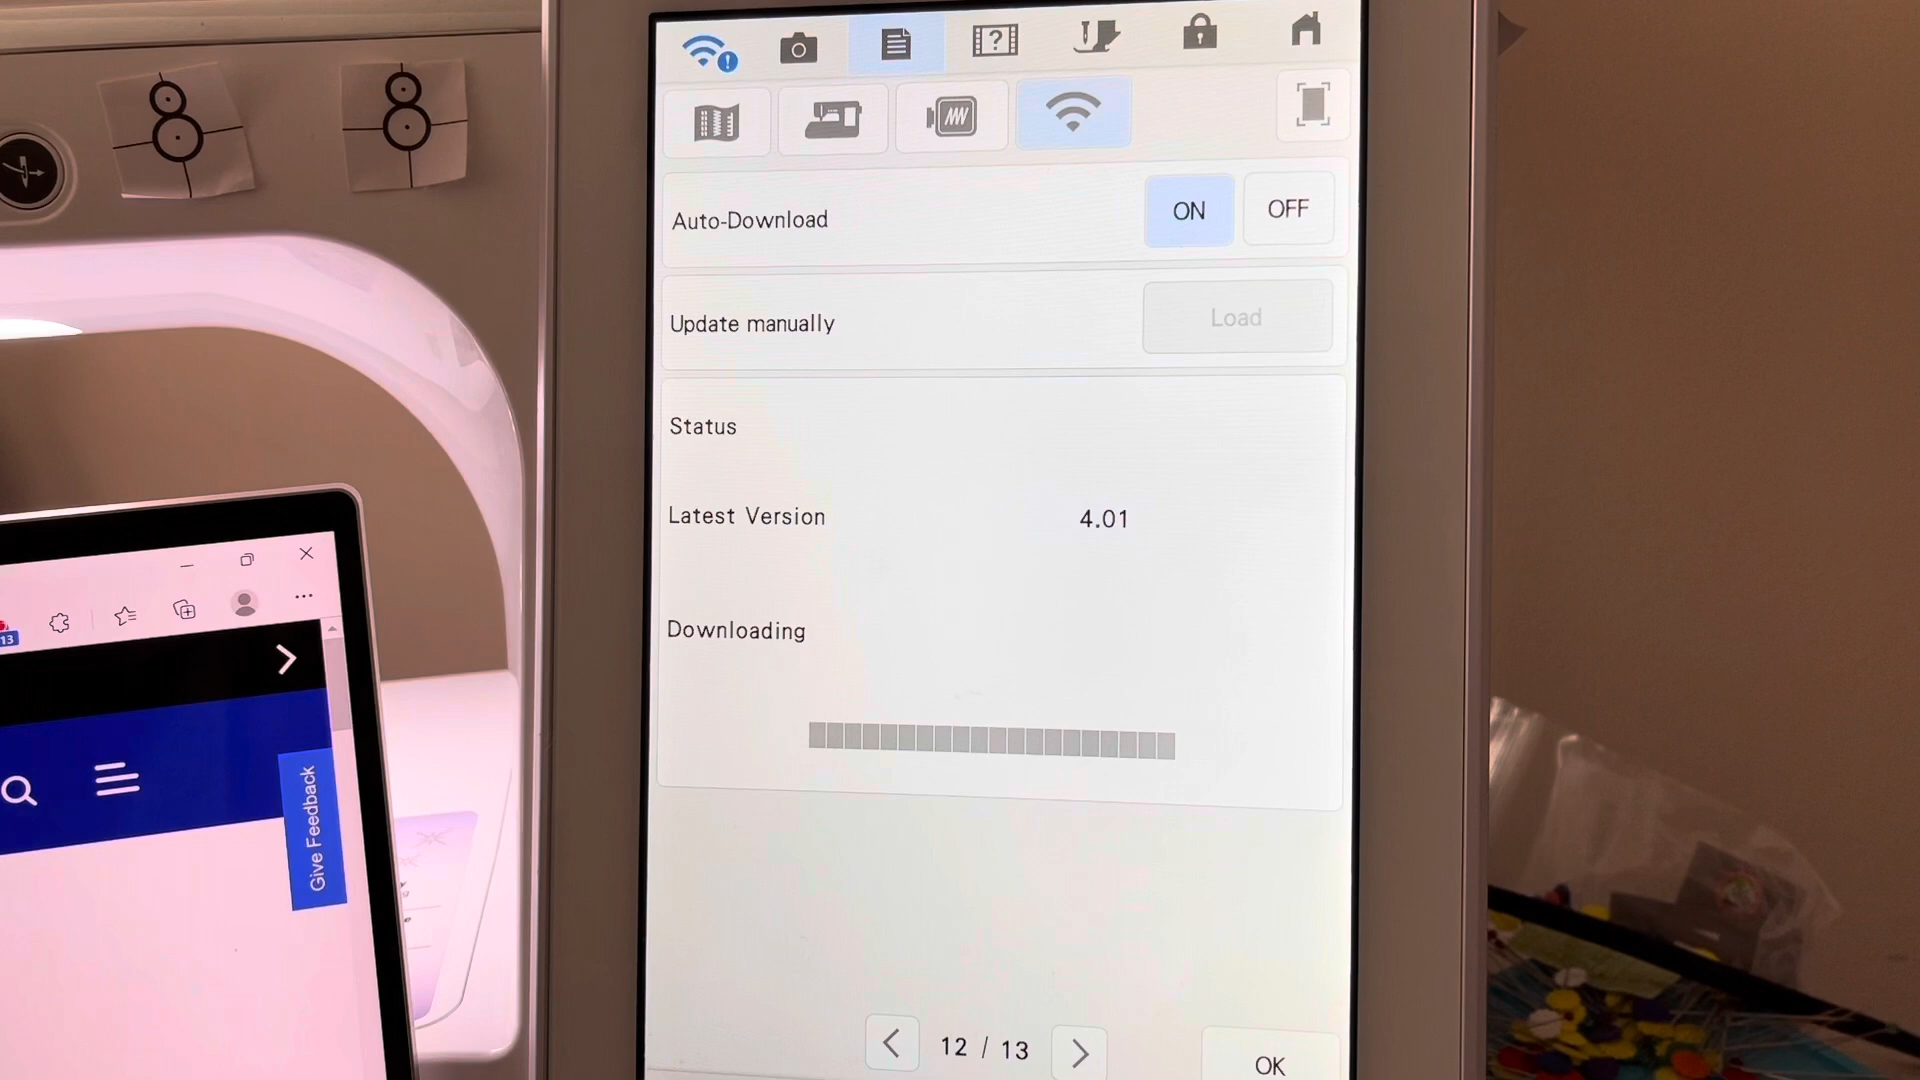 Auto-Download
ON
OFF
Update manually
Load
Status
Latest Version
4.01
Downloading
12 / 13
OK
13
Give Feedback